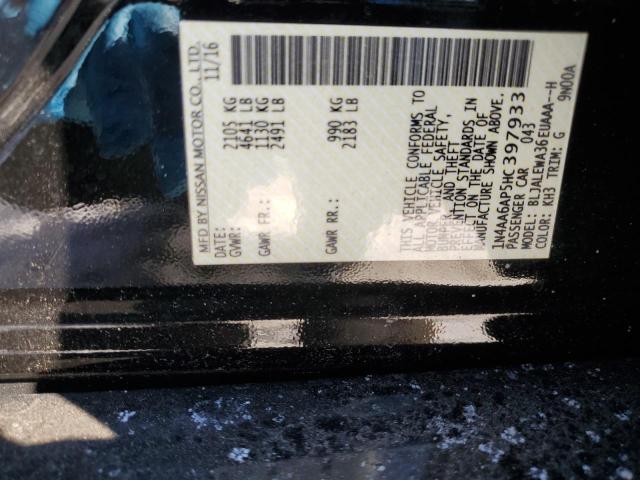 MFD BY NISSAN MOTOR CO., LTD.
DATE: 11/16
GVWR: 2105 KG
4641 LB
GAWR FR.: 1130 KG
2491 LB
GAWR RR.: 990 KG
2183 LB
THIS VEHICLE CONFORMS TO
ALL APPLICABLE FEDERAL
MOTOR VEHICLE SAFETY,
BUMPER, AND THEFT
PREVENTION STANDARDS IN
EFFECT ON THE DATE OF
MANUFACTURE SHOWN ABOVE.
1N4AA6AP5HC397933
PASSENGER CAR 043
MODEL: BLJALEWA36EUAAA--H
COLOR: KH3 TRIM: G 9N00A